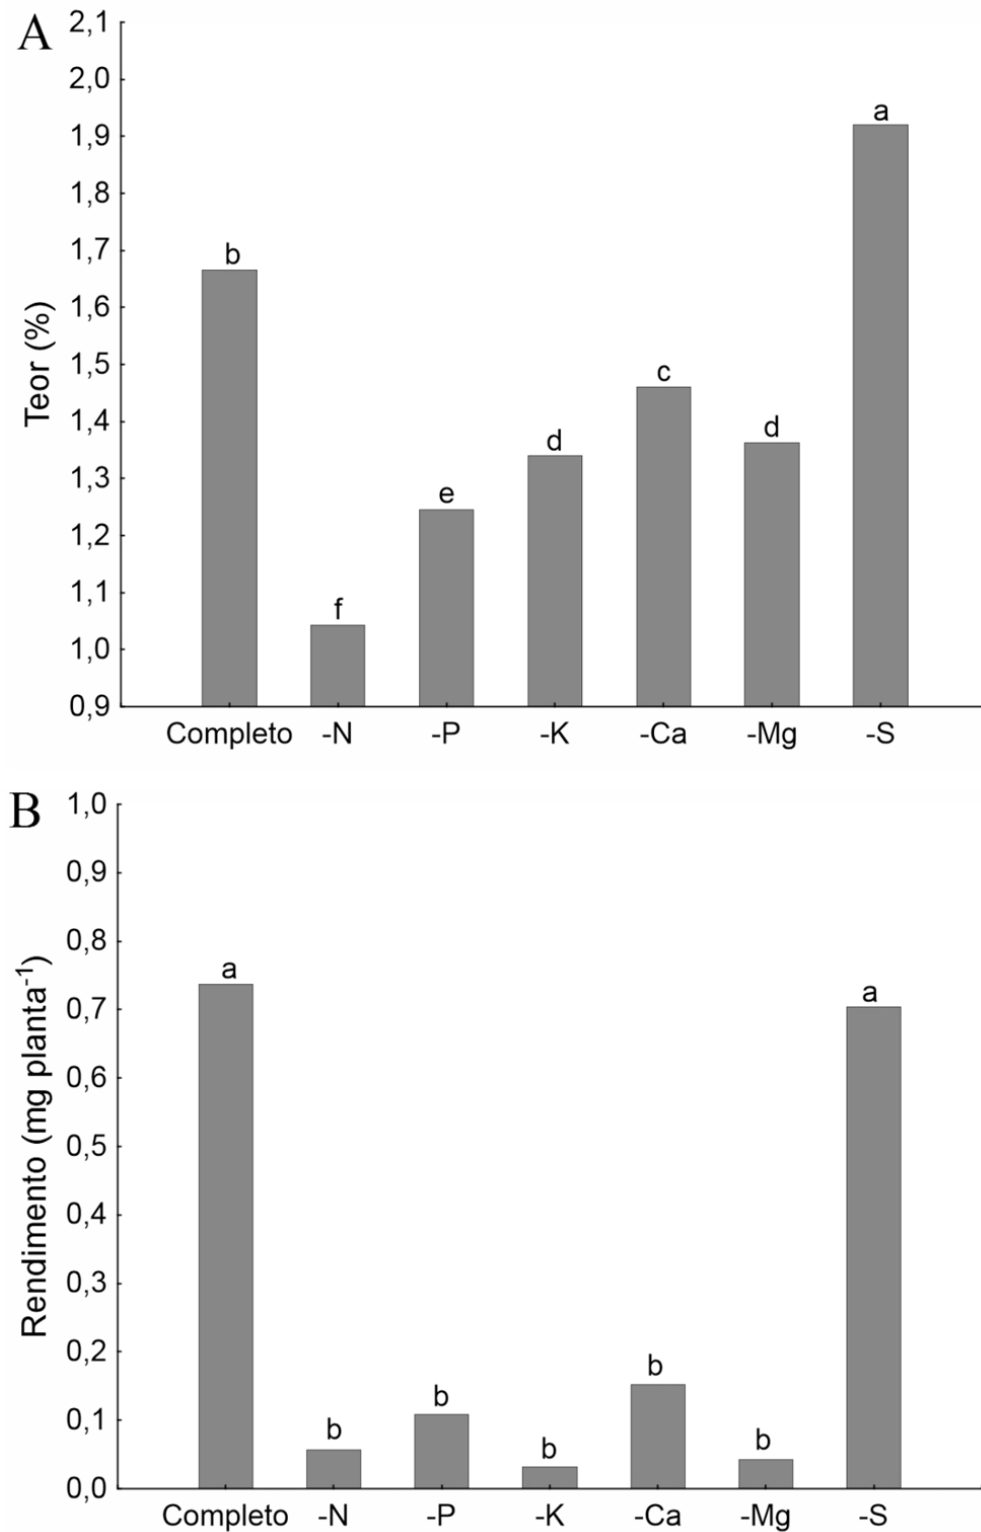 A
2,1
2,0
1,9
1,8
1,7
1,6
1,5
1,4
1,3
1,2
1,1
1,0
0,9
Teor (%)
b
f
e
d
c
d
a
Completo -N -P -K -Ca -Mg -S
B
1,0
0,9
0,8
0,7
0,6
0,5
0,4
0,3
0,2
0,1
0,0
Rendimento (mg planta⁻¹)
a
b
b
b
b
b
a
Completo -N -P -K -Ca -Mg -S